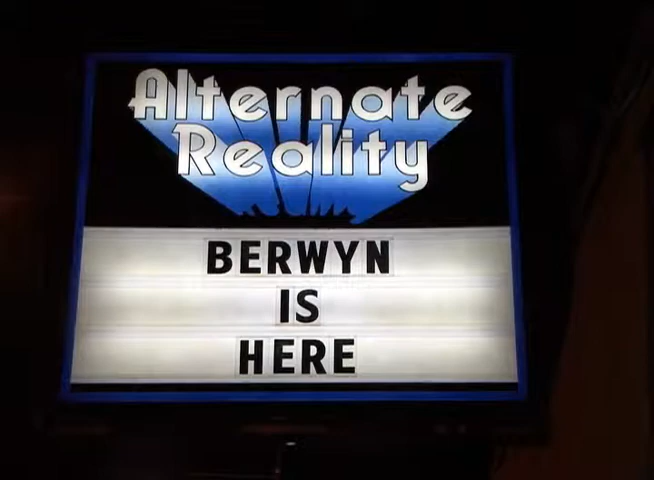 Alternate
Reality
BERWYN
IS
HERE